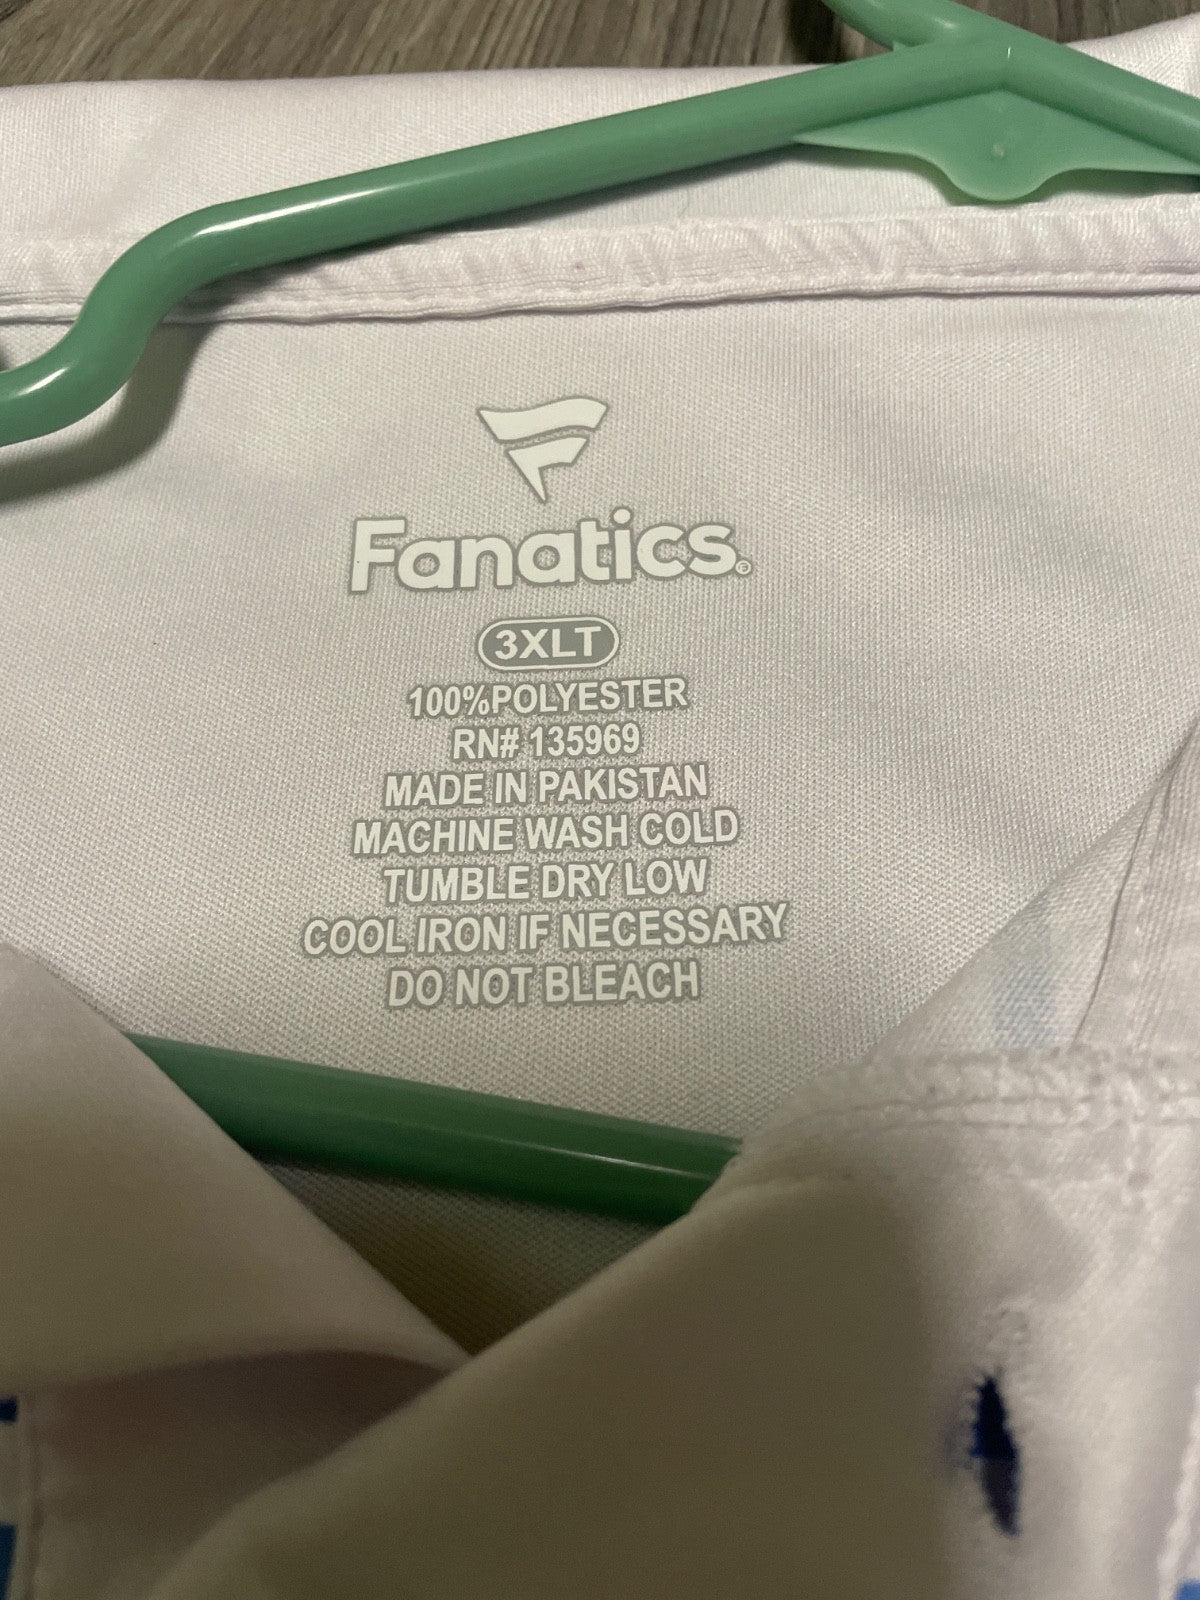 Fanatics®
3XLT
100%POLYESTER
RN# 135969
MADE IN PAKISTAN
MACHINE WASH COLD
TUMBLE DRY LOW
COOL IRON IF NECESSARY
DO NOT BLEACH